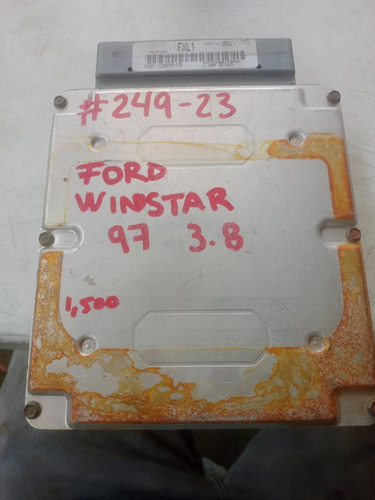 FXL1
#249-23
FORD
WINSTAR
97 3.8
1,500